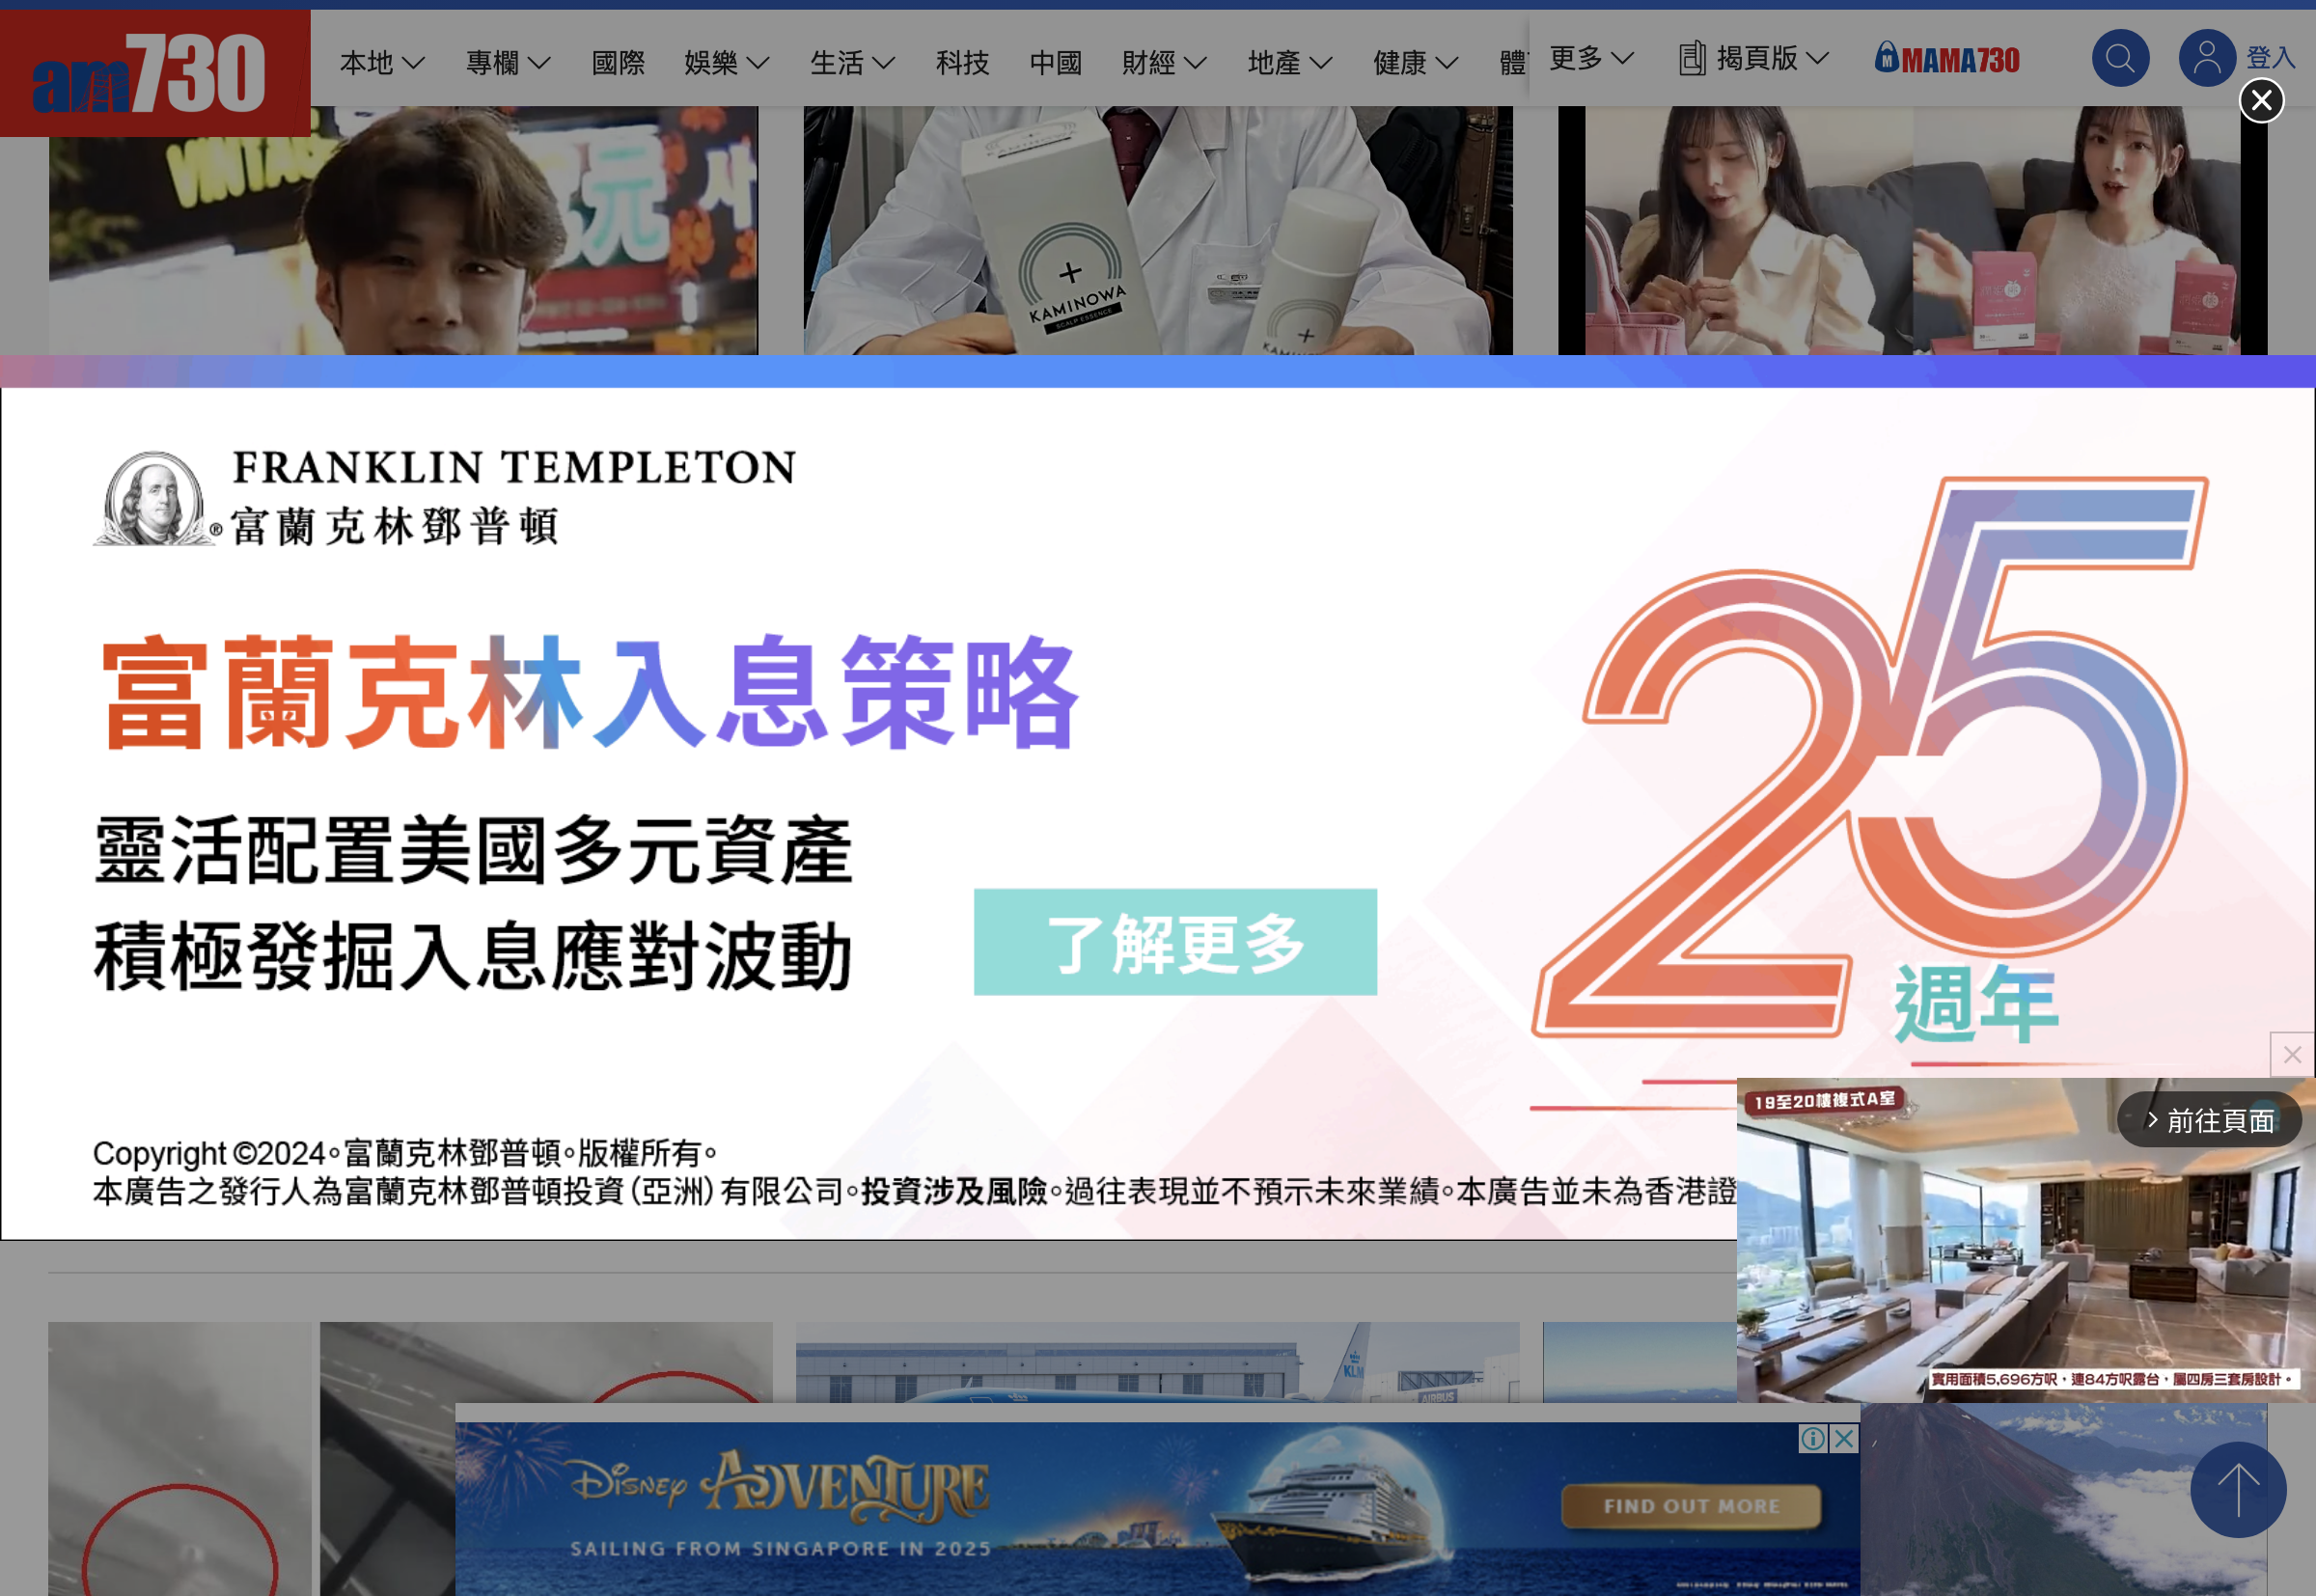 am730
本地
專欄
國際
娛樂
生活
科技
中國
財經
地產
健康
更多
揭頁版
MAMA730
登入
VINTAG
元
KAMINOWA
KAMINOWA
SCALP ESSENCE
FRANKLIN TEMPLETON
富蘭克林鄧普頓
富蘭克林入息策略
靈活配置美國多元資產
積極發掘入息應對波動
了解更多
25
週年
Copyright ©2024。富蘭克林鄧普頓。版權所有。
本廣告之發行人為富蘭克林鄧普頓投資(亞洲)有限公司。投資涉及風險。過往表現並不預示未來業績。本廣告並未為香港證
19至20樓複式A室
前往頁面
實用面積5,696方呎，連84方呎露台，屬四房三套房設計。
KLM
AIRBUS
Disney ADVENTURE
SAILING FROM SINGAPORE IN 2025
FIND OUT MORE